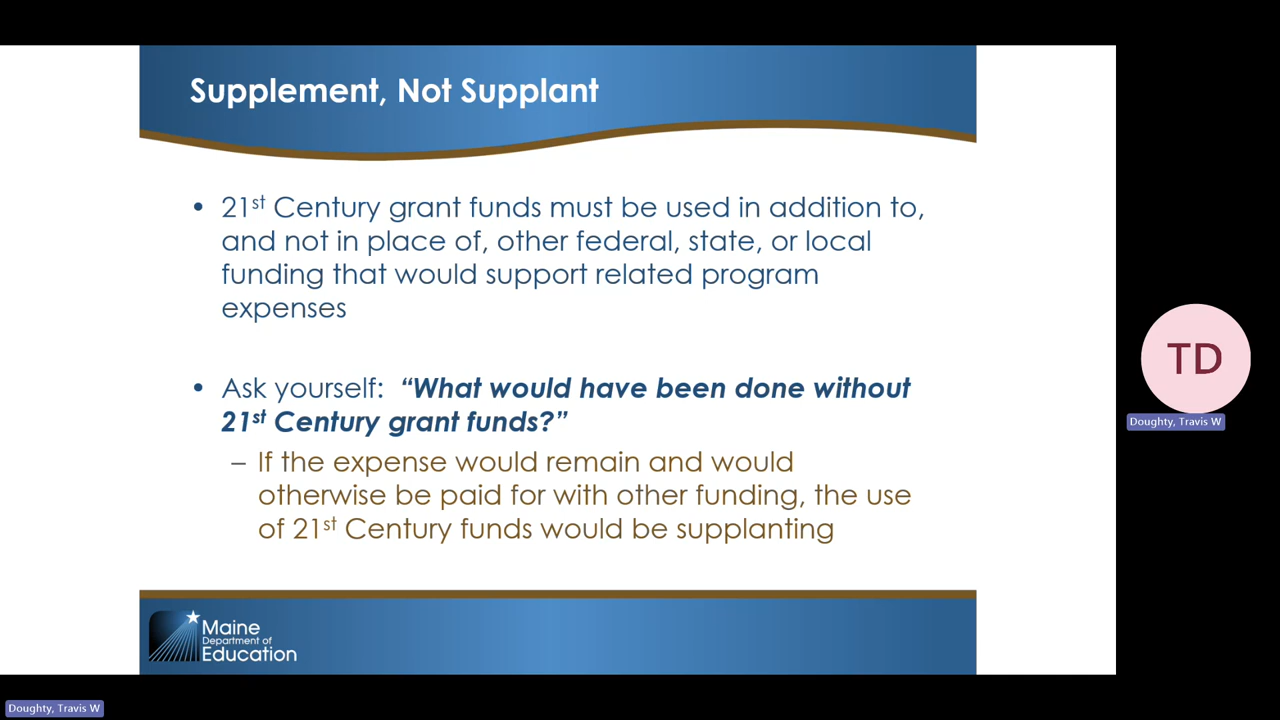 Supplement, Not Supplant
• 21st Century grant funds must be used in addition to,
and not in place of, other federal, state, or local
funding that would support related program
expenses
• Ask yourself: “What would have been done without
21st Century grant funds?”
– If the expense would remain and would
otherwise be paid for with other funding, the use
of 21st Century funds would be supplanting
Maine
Department of
Education
TD
Doughty, Travis W
Doughty, Travis W